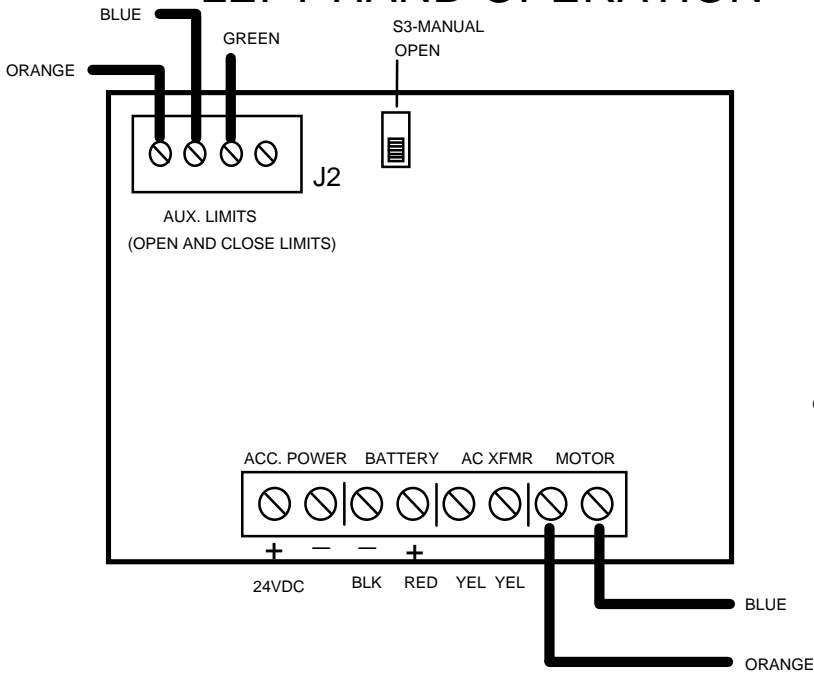 BLUE
GREEN
S3-MANUAL
OPEN
ORANGE
J2
AUX. LIMITS
(OPEN AND CLOSE LIMITS)
ACC. POWER BATTERY AC XFMR MOTOR
+ — — +
24VDC BLK RED YEL YEL
BLUE
ORANGE